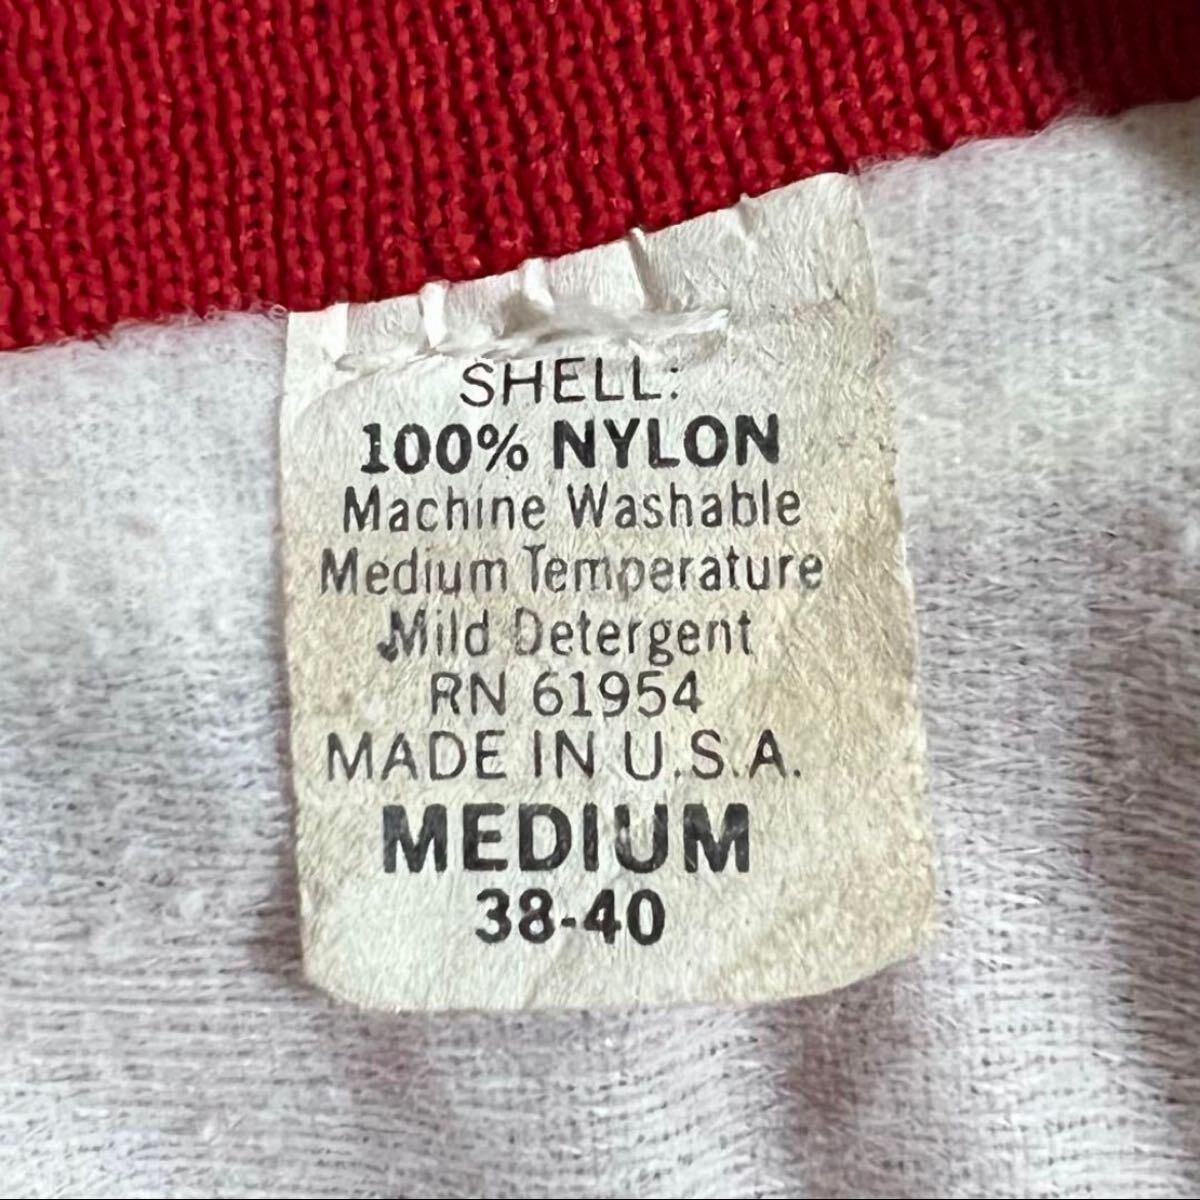 SHELL:
100% NYLON
Machine Washable
Medium Temperature
Mild Detergent
RN 61954
MADE IN U.S.A.
MEDIUM
38-40